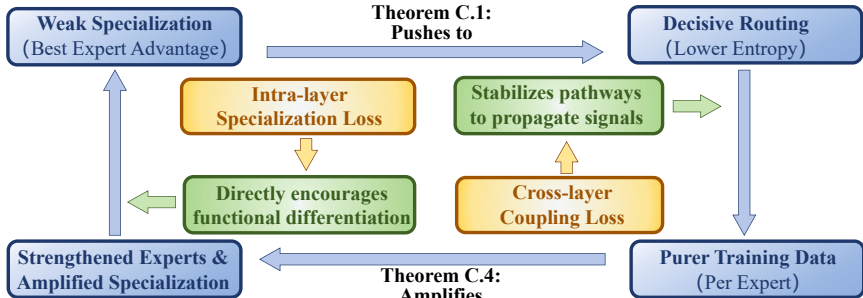 Weak Specialization
(Best Expert Advantage)
Theorem C.1:
Pushes to
Decisive Routing
(Lower Entropy)
Intra-layer
Specialization Loss
Stabilizes pathways
to propagate signals
Directly encourages
functional differentiation
Cross-layer
Coupling Loss
Strengthened Experts &
Amplified Specialization
Theorem C.4:
Amplifies
Purer Training Data
(Per Expert)